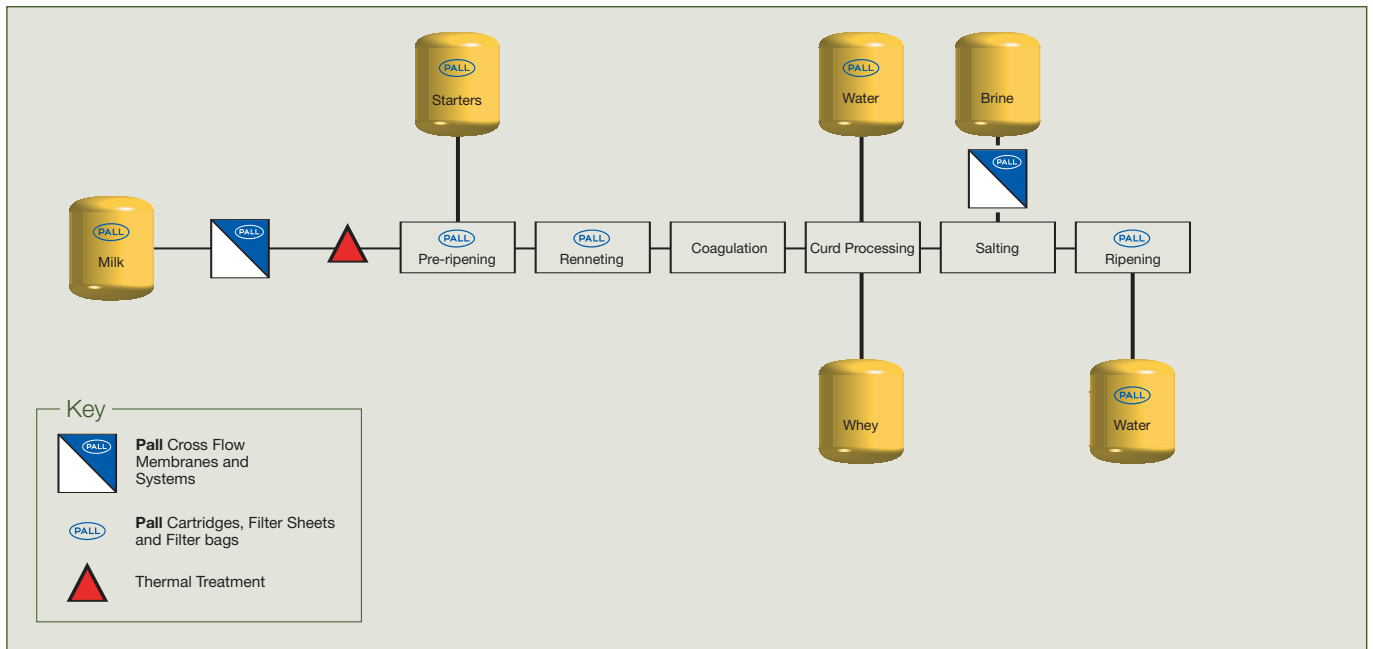 PALL
Starters
PALL
Water
Brine
PALL
PALL
Milk
PALL
PALL
Pre-ripening
PALL
Renneting
Coagulation
Curd Processing
Salting
PALL
Ripening
Whey
PALL
Water
Key
PALL
Pall Cross Flow
Membranes and
Systems
PALL
Pall Cartridges, Filter Sheets
and Filter bags
Thermal Treatment